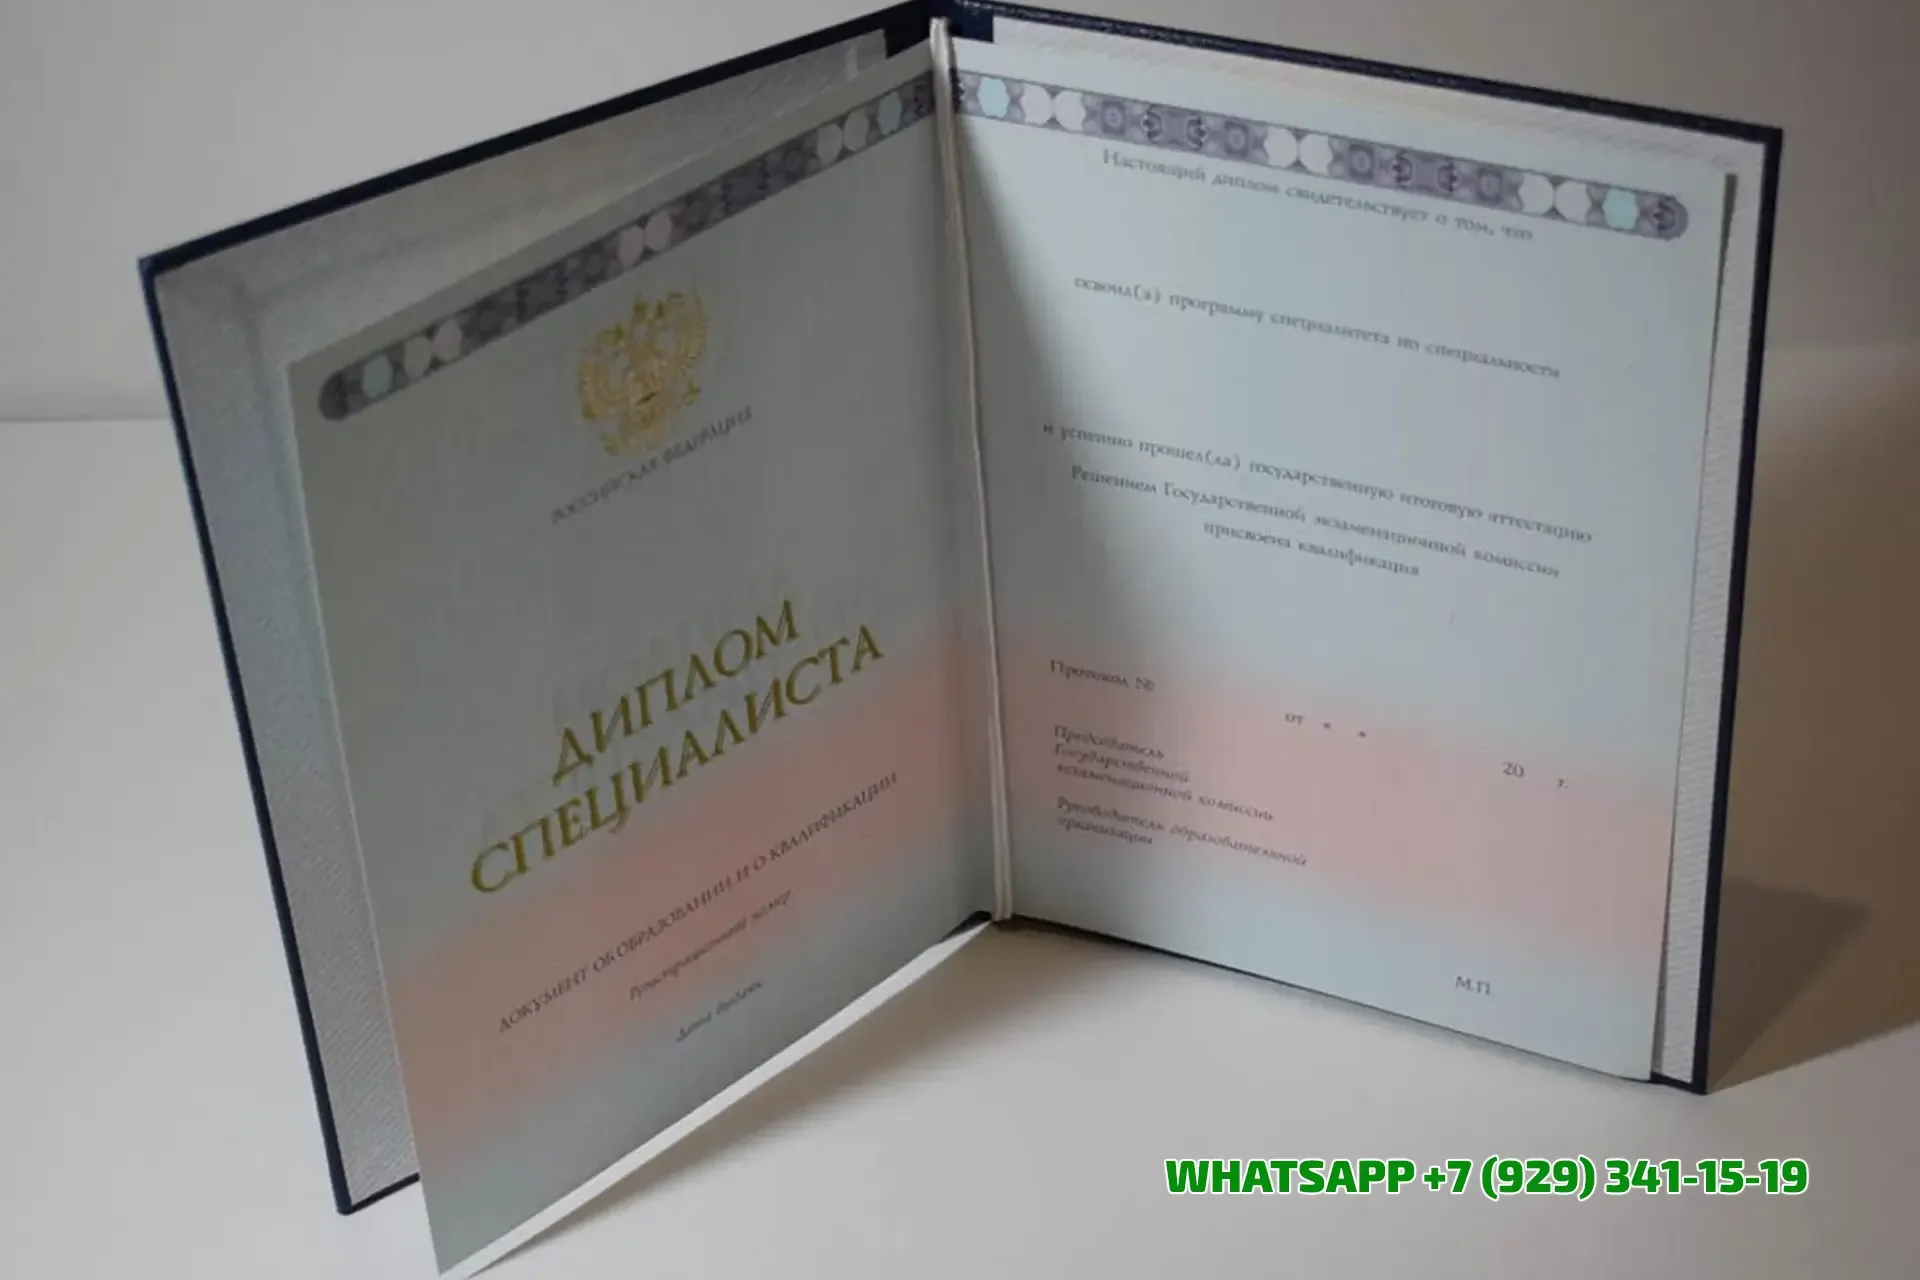 РОССИЙСКАЯ ФЕДЕРАЦИЯ
ДИПЛОМ
СПЕЦИАЛИСТА
ДОКУМЕНТ ОБ ОБРАЗОВАНИИ И О КВАЛИФИКАЦИИ
Регистрационный номер
Дата выдачи
Настоящий диплом свидетельствует о том, что
освоил(а) программу специалитета по специальности
и успешно прошел(ла) государственную итоговую аттестацию
Решением Государственной экзаменационной комиссии
присвоена квалификация
Протокол №
от « »
20 г.
Председатель
Государственной
экзаменационной комиссии
Руководитель образовательной
организации
М.П.
WHATSAPP +7 (929) 341-15-19